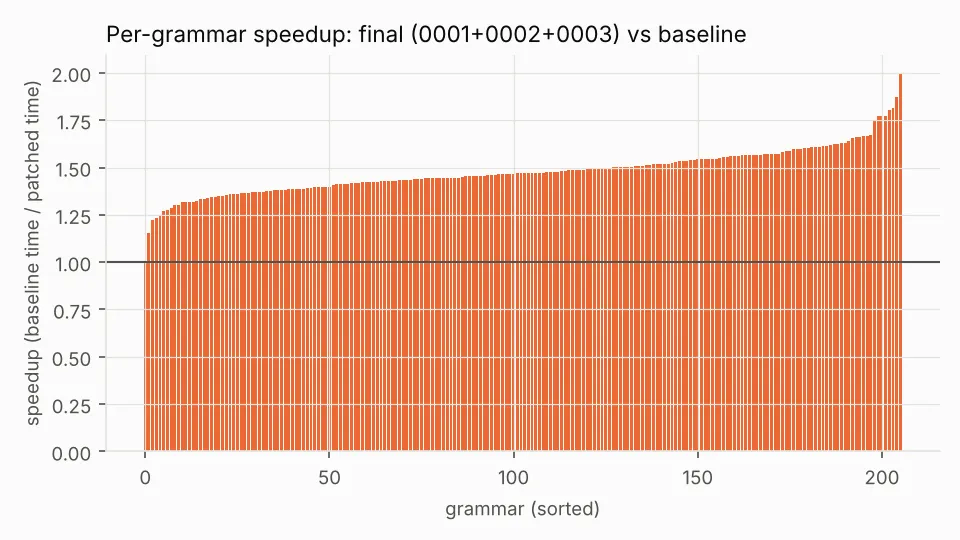 Per-grammar speedup: final (0001+0002+0003) vs baseline
speedup (baseline time / patched time)
2.00
1.75
1.50
1.25
1.00
0.75
0.50
0.25
0.00
0 50 100 150 200
grammar (sorted)